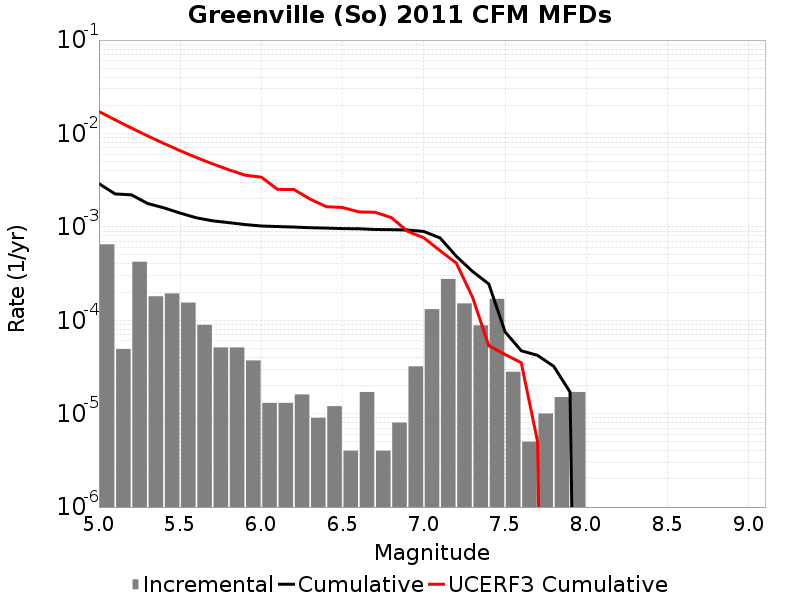 Greenville (So) 2011 CFM MFDs
10-1
10-2
10-3
10-4
10-5
10-6
Rate (1/yr)
5.0 5.5 6.0 6.5 7.0 7.5 8.0 8.5 9.0
Magnitude
Incremental Cumulative UCERF3 Cumulative